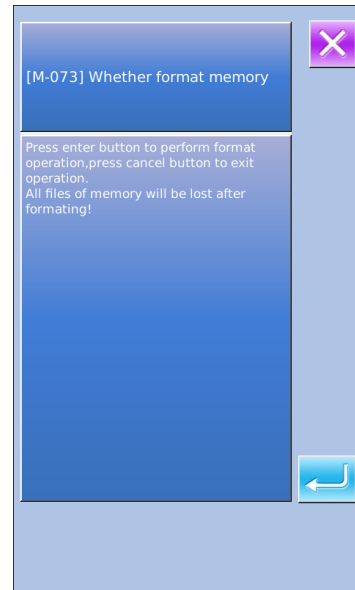 [M-073] Whether format memory
Press enter button to perform format
operation,press cancel button to exit
operation.
All files of memory will be lost after
formating!